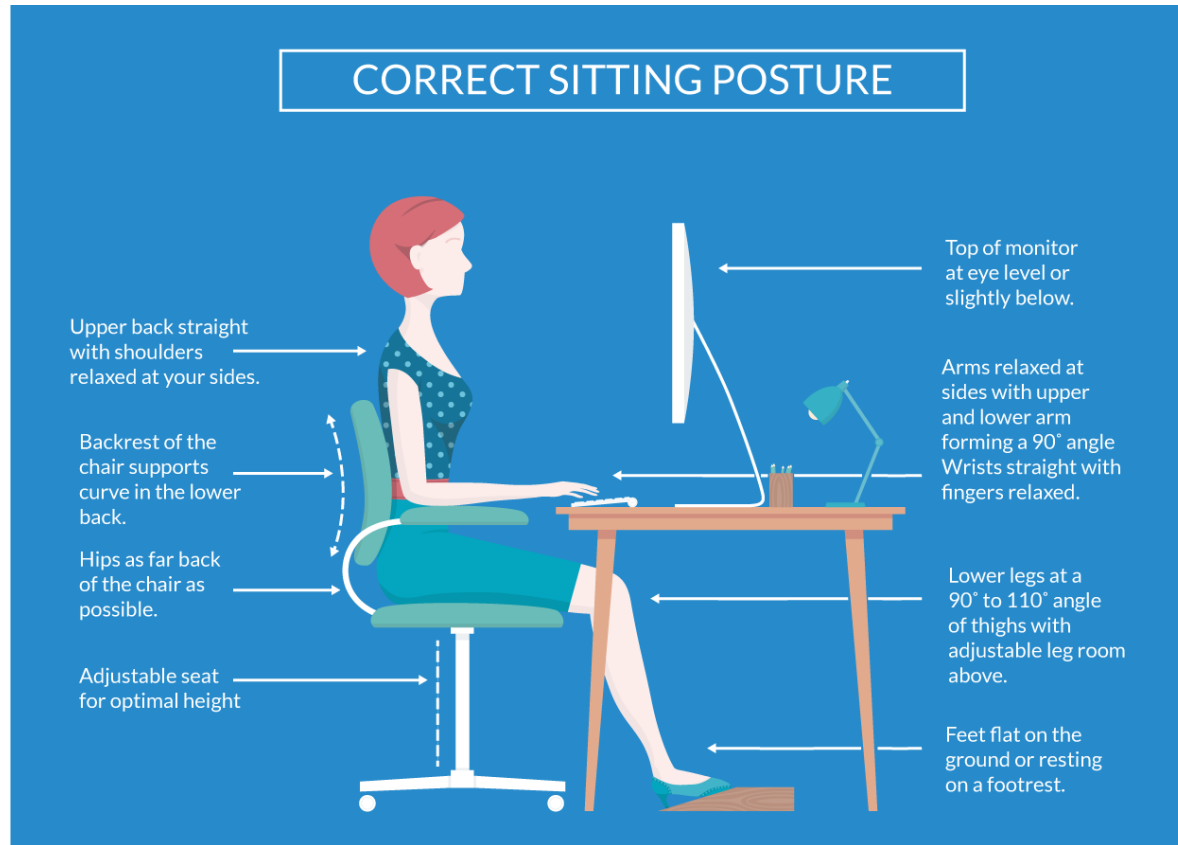 CORRECT SITTING POSTURE
Upper back straight
with shoulders
relaxed at your sides.
Backrest of the
chair supports
curve in the lower
back.
Hips as far back
of the chair as
possible.
Adjustable seat
for optimal height
Top of monitor
at eye level or
slightly below.
Arms relaxed at
sides with upper
and lower arm
forming a 90˚ angle
Wrists straight with
fingers relaxed.
Lower legs at a
90˚ to 110˚ angle
of thighs with
adjustable leg room
above.
Feet flat on the
ground or resting
on a footrest.